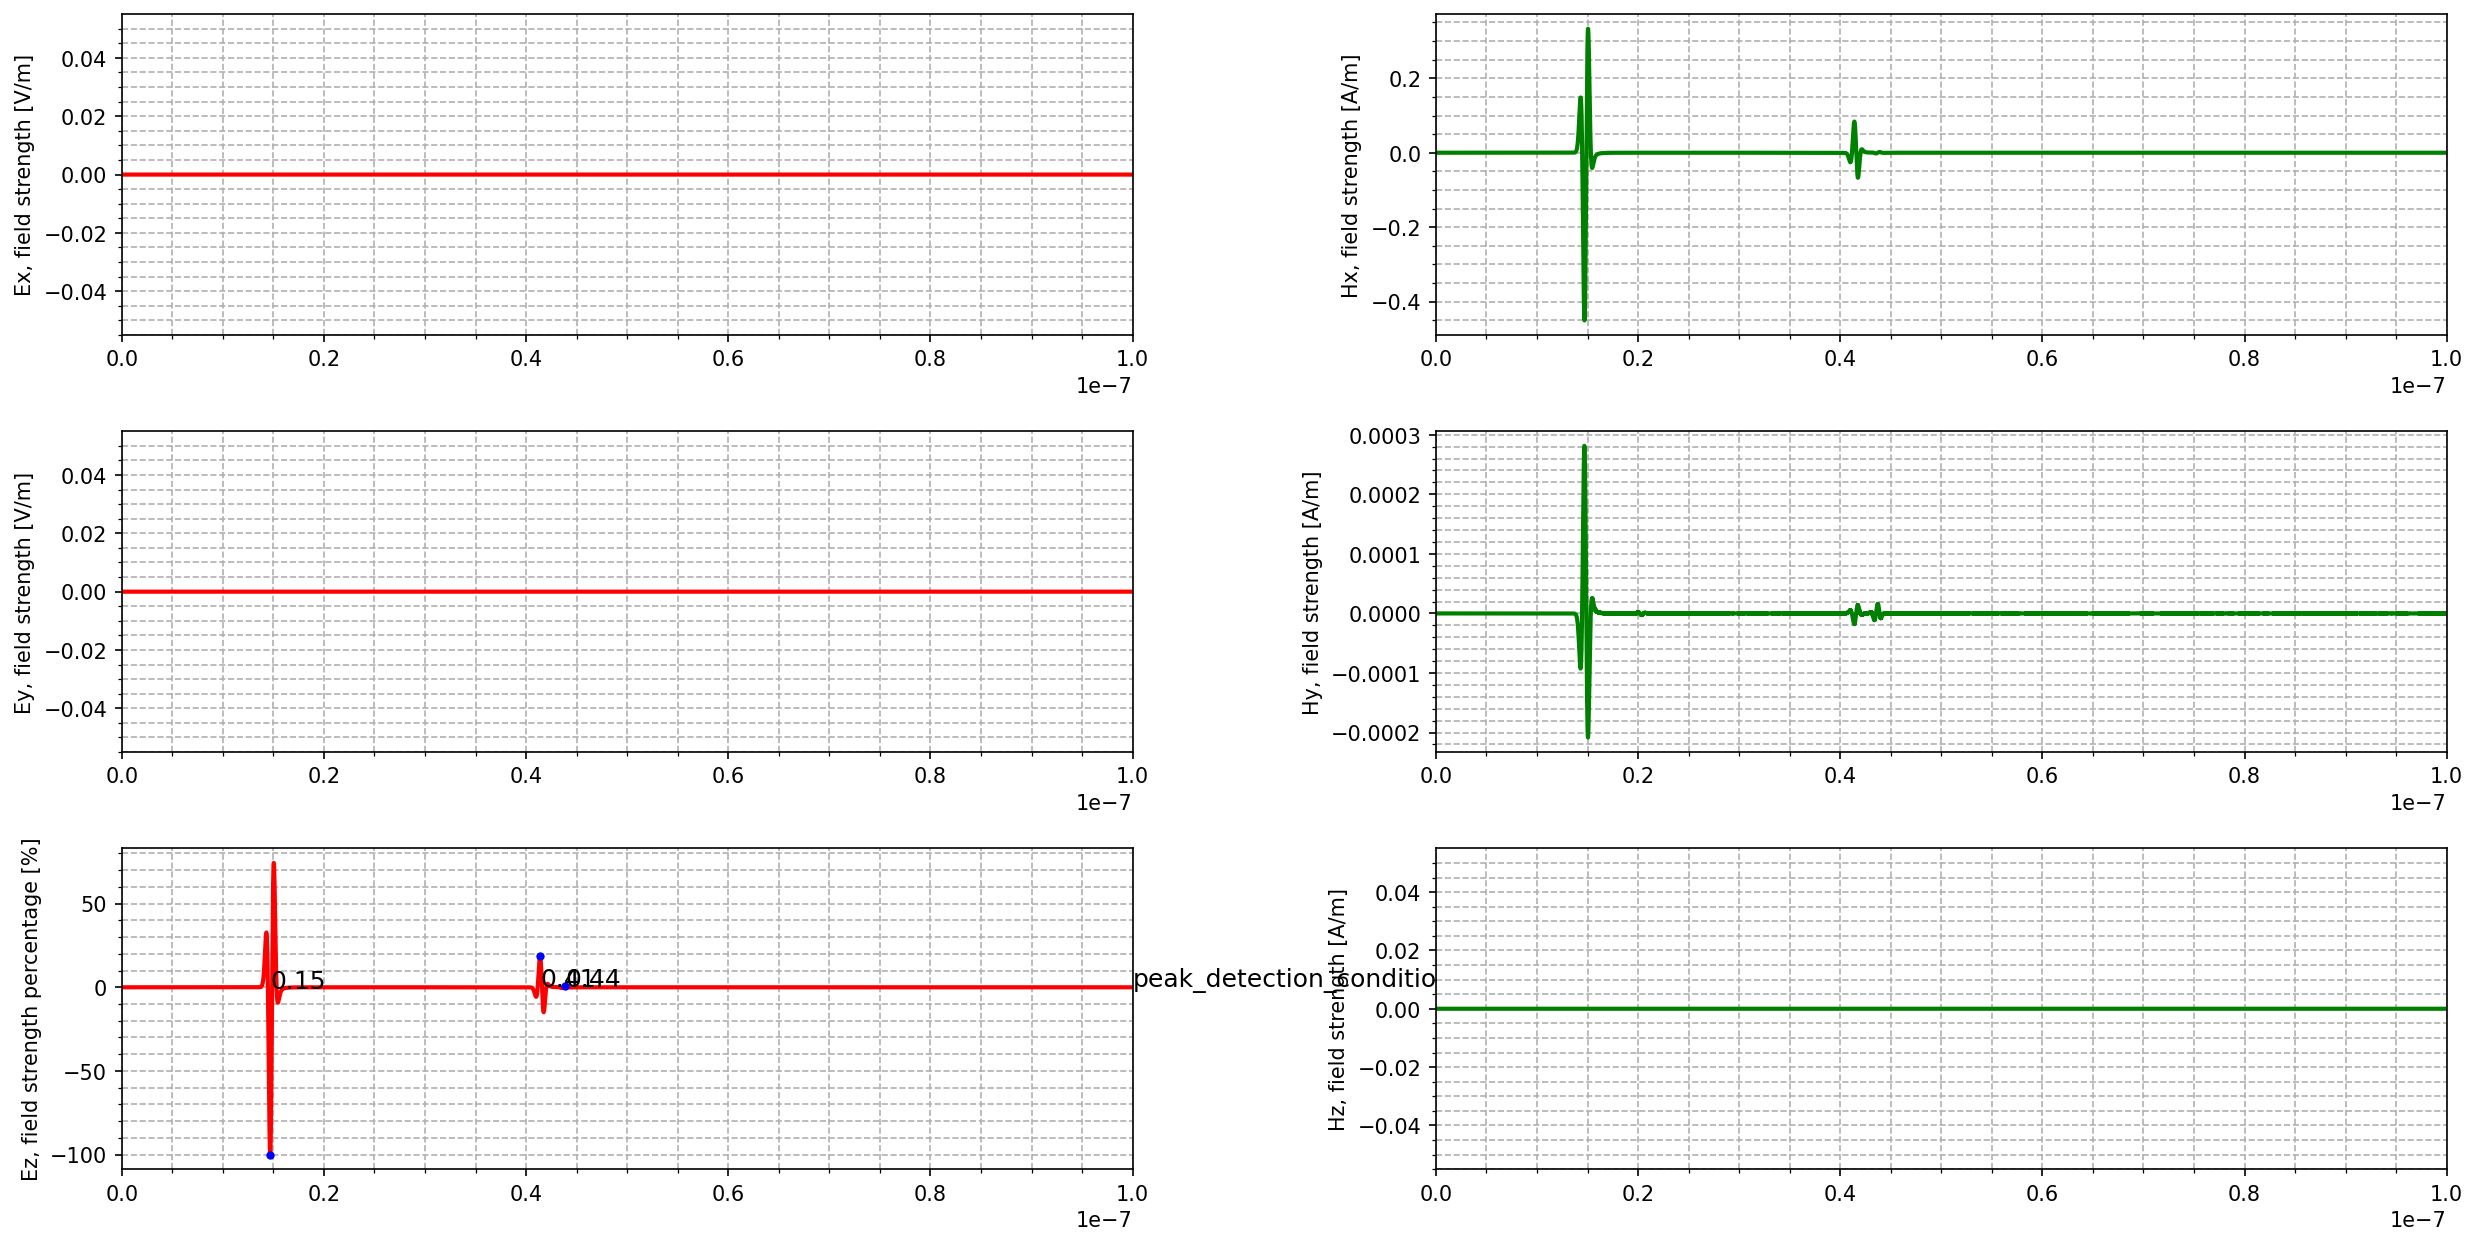 Ex, field strength [V/m]
0.04
0.02
0.00
−0.02
−0.04
0.0 0.2 0.4 0.6 0.8 1.0
1e−7
Hx, field strength [A/m]
0.2
0.0
−0.2
−0.4
0.0 0.2 0.4 0.6 0.8 1.0
1e−7
Ey, field strength [V/m]
0.04
0.02
0.00
−0.02
−0.04
0.0 0.2 0.4 0.6 0.8 1.0
1e−7
Hy, field strength [A/m]
0.0003
0.0002
0.0001
0.0000
−0.0001
−0.0002
0.0 0.2 0.4 0.6 0.8 1.0
1e−7
Ez, field strength percentage [%]
50
0
−50
−100
0.15
0.41
0.44
peak_detection_conditio
0.0 0.2 0.4 0.6 0.8 1.0
1e−7
Hz, field strength [A/m]
0.04
0.02
0.00
−0.02
−0.04
0.0 0.2 0.4 0.6 0.8 1.0
1e−7